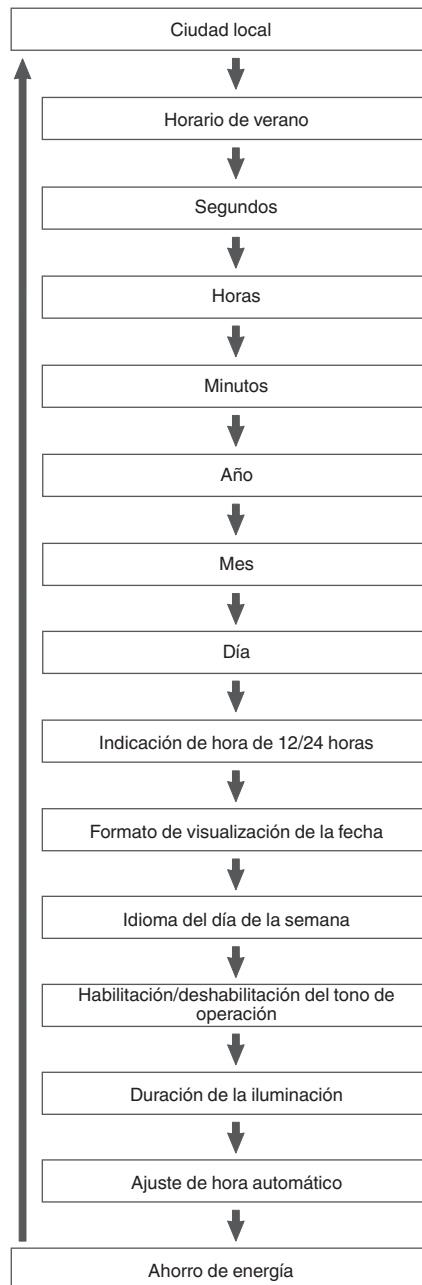 Ciudad local
Horario de verano
Segundos
Horas
Minutos
Año
Mes
Día
Indicación de hora de 12/24 horas
Formato de visualización de la fecha
Idioma del día de la semana
Habilitación/deshabilitación del tono de
operación
Duración de la iluminación
Ajuste de hora automático
Ahorro de energía